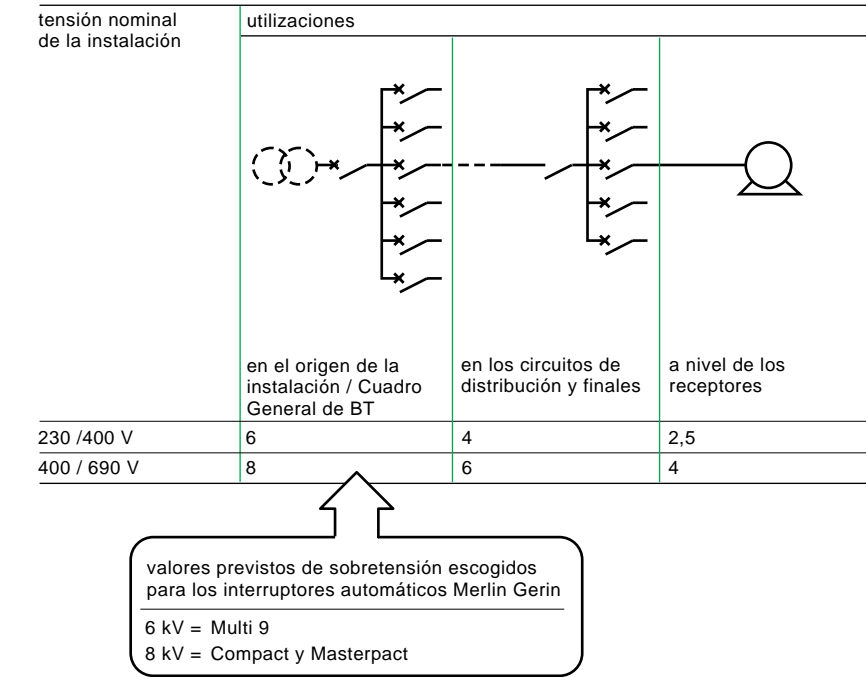 tensión nominal
de la instalación
utilizaciones
en el origen de la
instalación / Cuadro
General de BT
en los circuitos de
distribución y finales
a nivel de los
receptores
230 /400 V 6 4 2,5
400 / 690 V 8 6 4
valores previstos de sobretensión escogidos
para los interruptores automáticos Merlin Gerin
6 kV = Multi 9
8 kV = Compact y Masterpact